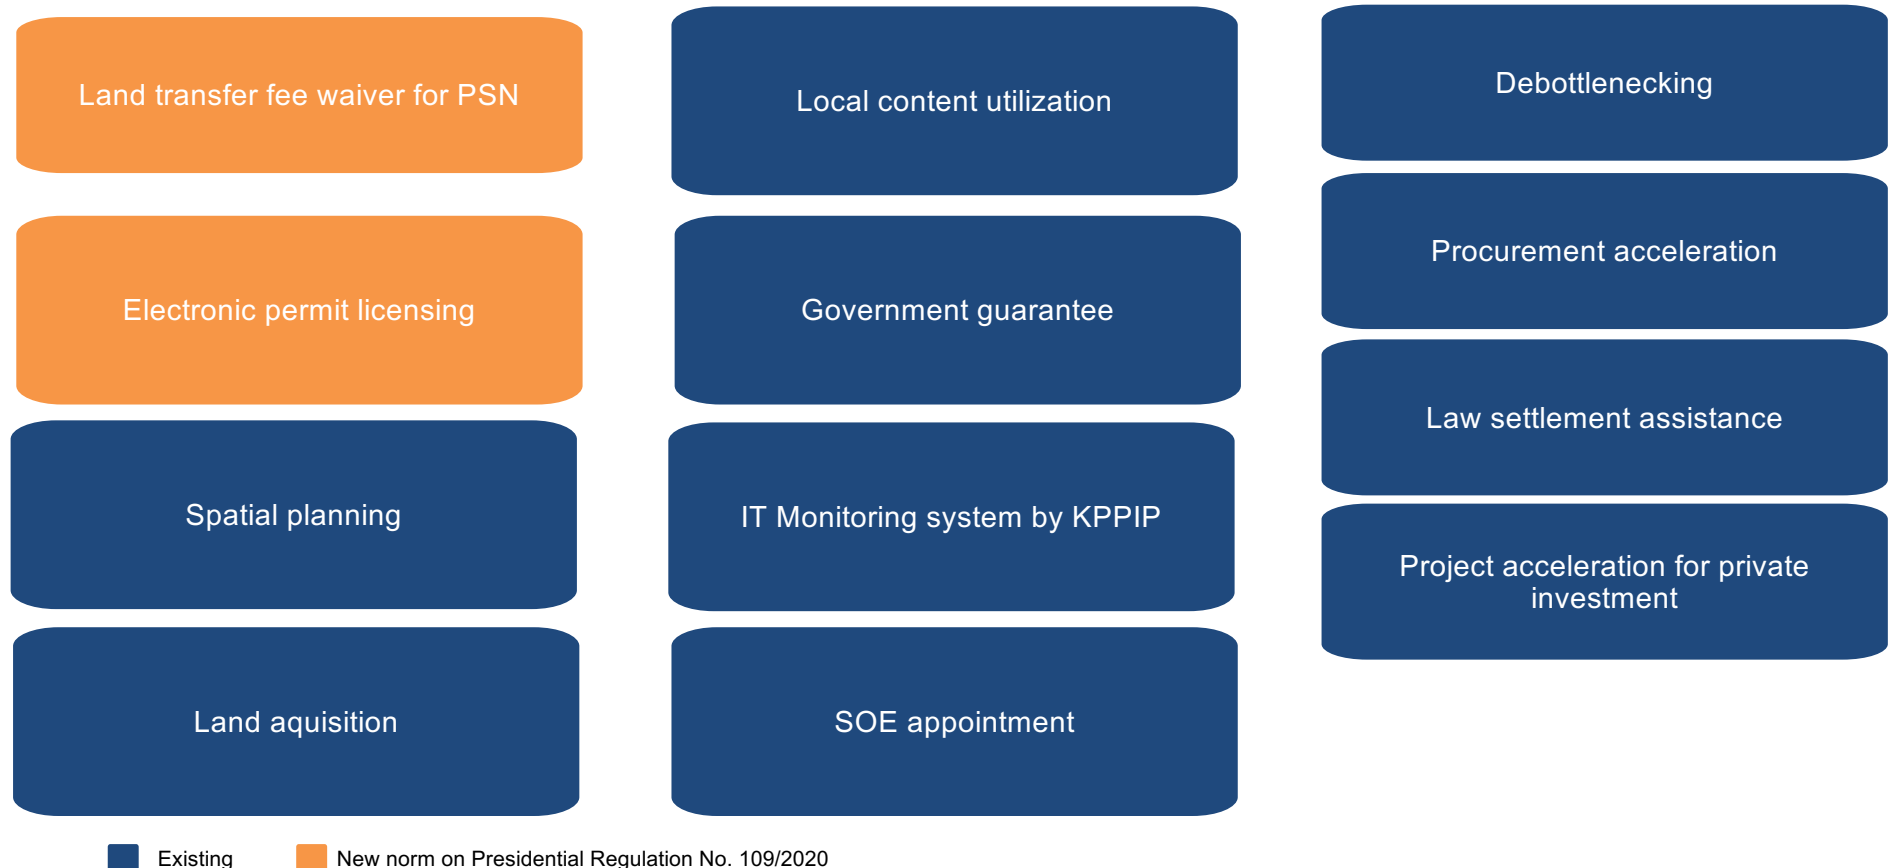 Land transfer fee waiver for PSN
Electronic permit licensing
Spatial planning
Land aquisition
Local content utilization
Government guarantee
IT Monitoring system by KPPIP
SOE appointment
Debottlenecking
Procurement acceleration
Law settlement assistance
Project acceleration for private
investment
Existing
New norm on Presidential Regulation No. 109/2020